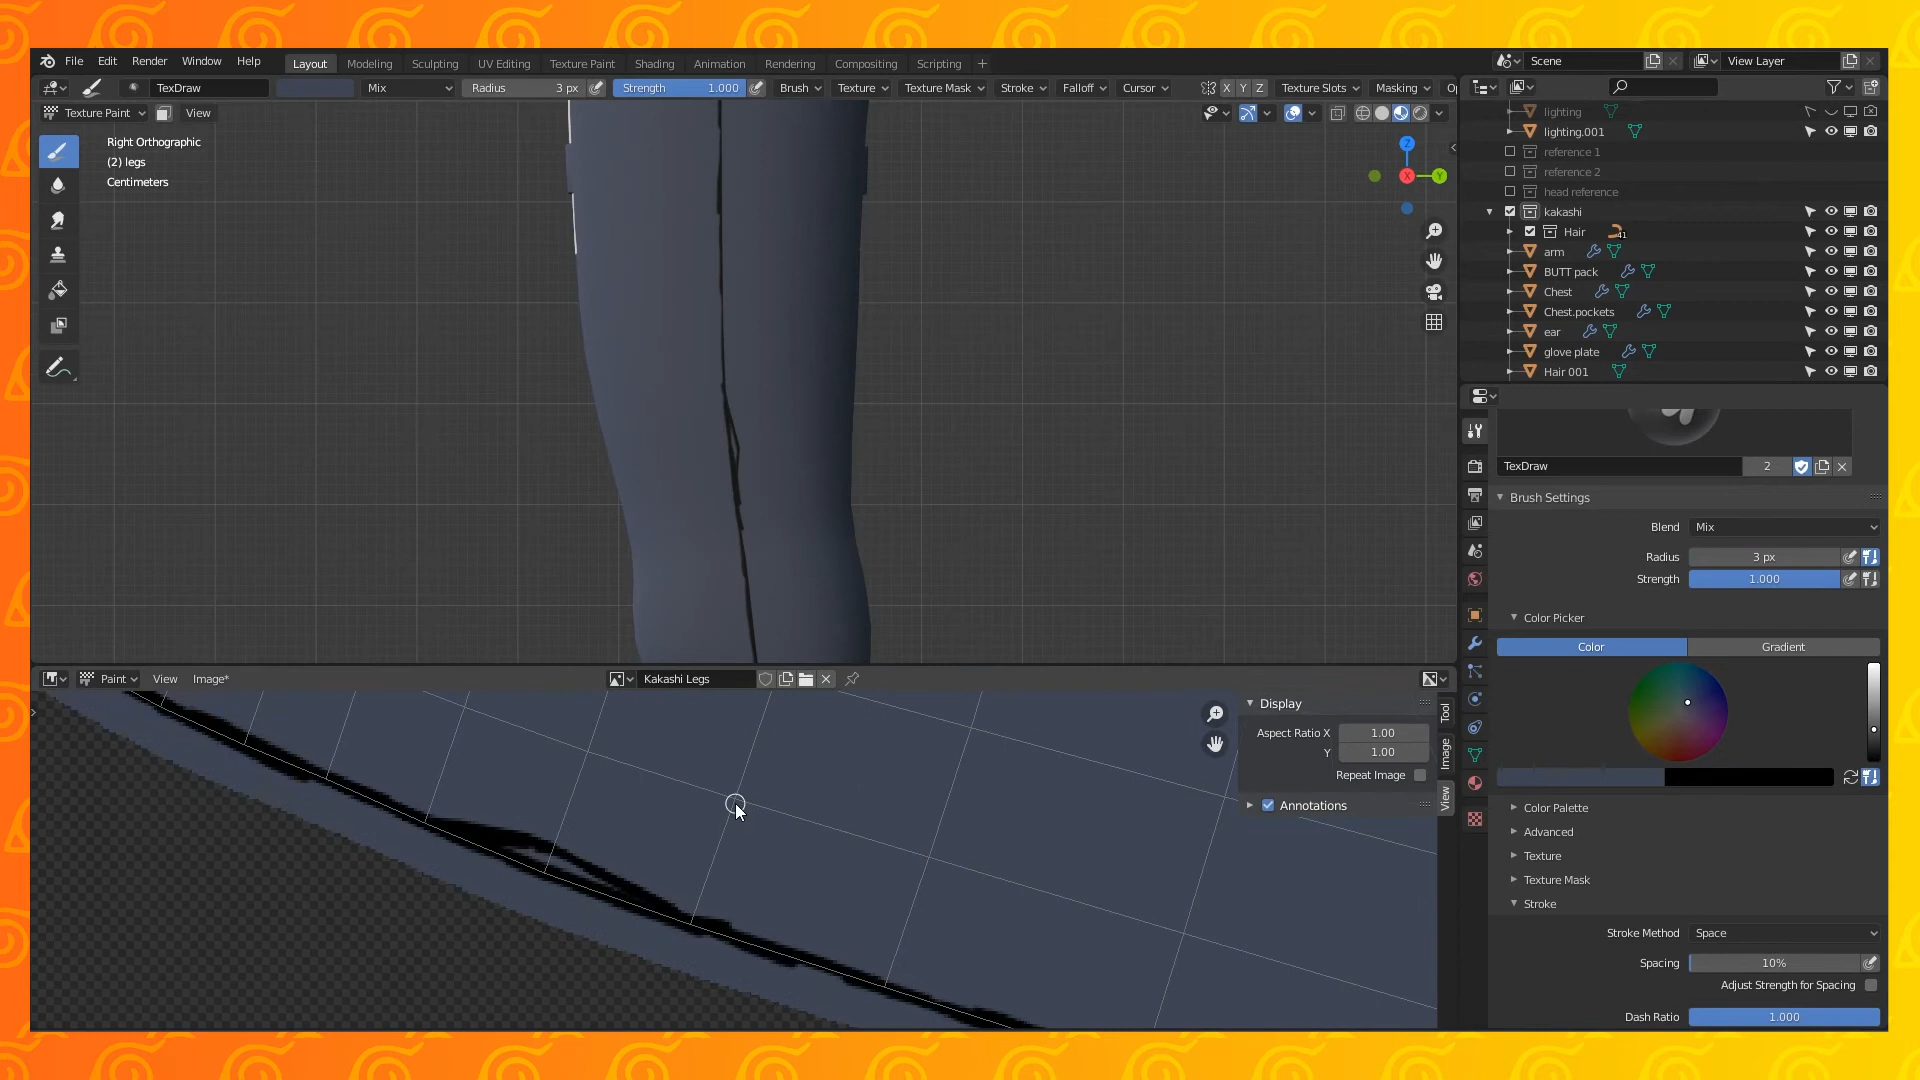 File Edit Render Window Help Layout Modeling Sculpting UV Editing Texture Paint Shading Animation Rendering Compositing Scripting + Scene View Layer
TexDraw Mix Radius 3 px Strength 1.000 Brush Texture Texture Mask Stroke Falloff Cursor X Y Z Texture Slots Masking
Texture Paint View
Right Orthographic
(2) legs
Centimeters
Z
X
Y
lighting
lighting.001
reference 1
reference 2
head reference
kakashi
Hair 41
arm
BUTT pack
Chest
Chest.pockets
ear
glove plate
Hair 001
TexDraw 2
Brush Settings
Blend Mix
Radius 3 px
Strength 1.000
Color Picker
Color Gradient
Color Palette
Advanced
Texture
Texture Mask
Stroke
Stroke Method Space
Spacing 10%
Adjust Strength for Spacing
Dash Ratio 1.000
Paint View Image* Kakashi Legs
Display
Aspect Ratio X 1.00
Y 1.00
Repeat Image
Annotations
Tool
Image
View